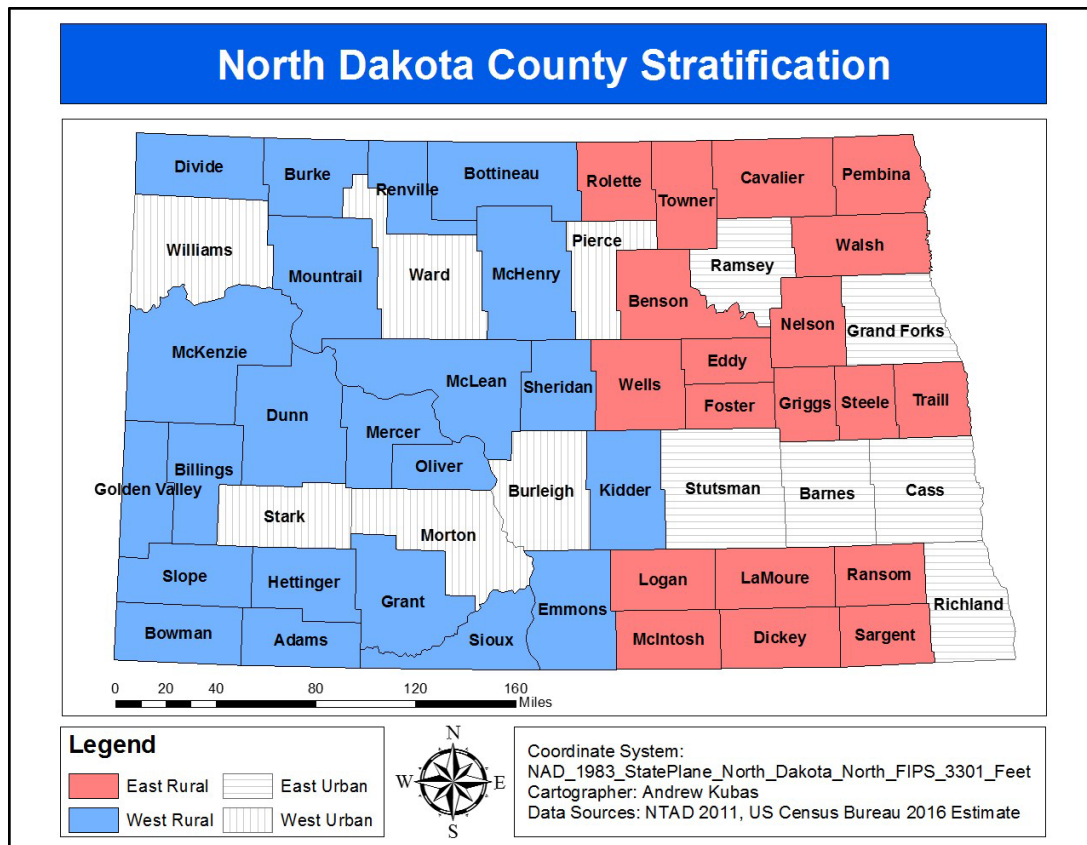 North Dakota County Stratification
Divide
Burke
Renville
Bottineau
Rolette
Towner
Cavalier
Pembina
Williams
Mountrail
Ward
McHenry
Pierce
Benson
Ramsey
Walsh
Nelson
Grand Forks
McKenzie
Dunn
McLean
Sheridan
Wells
Eddy
Foster
Griggs
Steele
Traill
Mercer
Oliver
Golden Valley
Billings
Stark
Morton
Burleigh
Kidder
Stutsman
Barnes
Cass
Slope
Hettinger
Grant
Emmons
Logan
LaMoure
Ransom
Richland
Bowman
Adams
Sioux
McIntosh
Dickey
Sargent
0 20 40 80 120 160
Miles
Legend
East Rural
East Urban
West Rural
West Urban
N
W E
S
Coordinate System:
NAD_1983_StatePlane_North_Dakota_North_FIPS_3301_Feet
Cartographer: Andrew Kubas
Data Sources: NTAD 2011, US Census Bureau 2016 Estimate